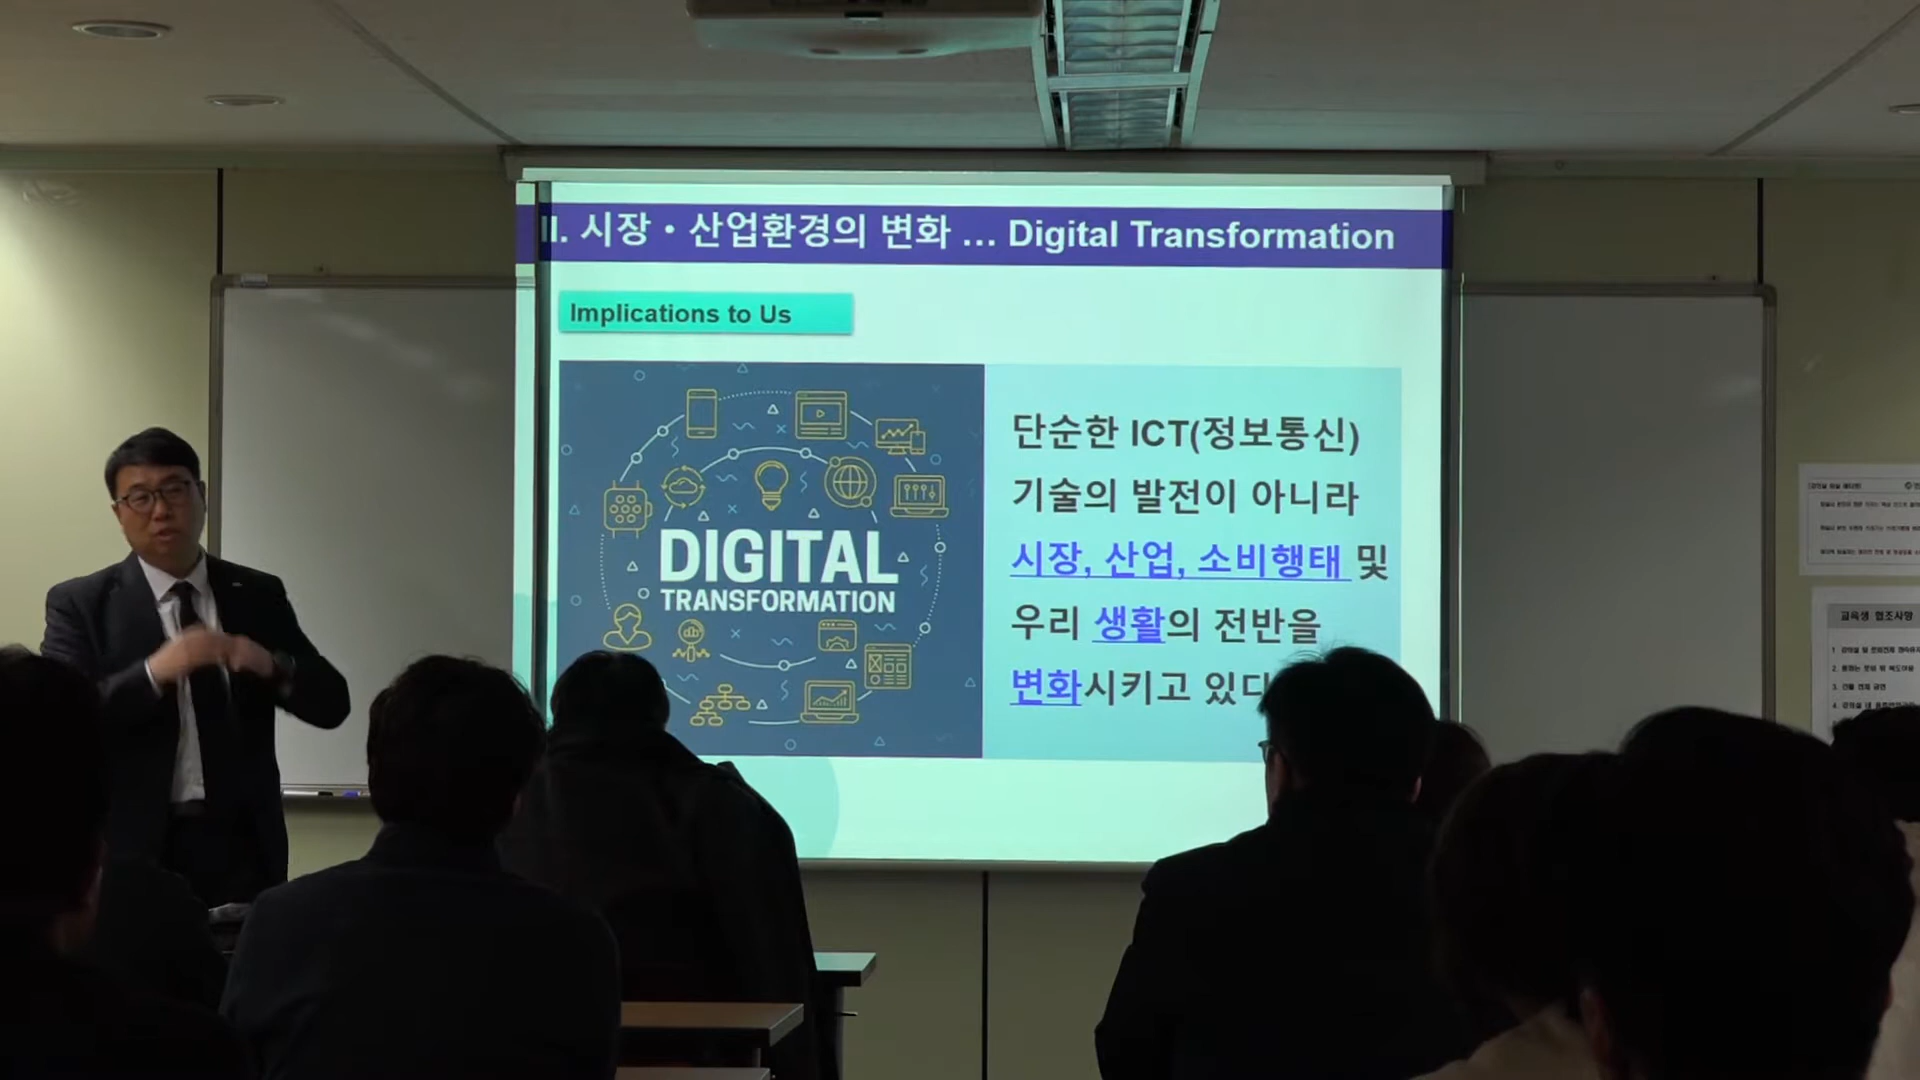 II. 시장・산업환경의 변화 … Digital Transformation
Implications to Us
DIGITAL
TRANSFORMATION
단순한 ICT(정보통신)
기술의 발전이 아니라
시장, 산업, 소비행태 및
우리 생활의 전반을
변화시키고 있다
교육생 협조사항